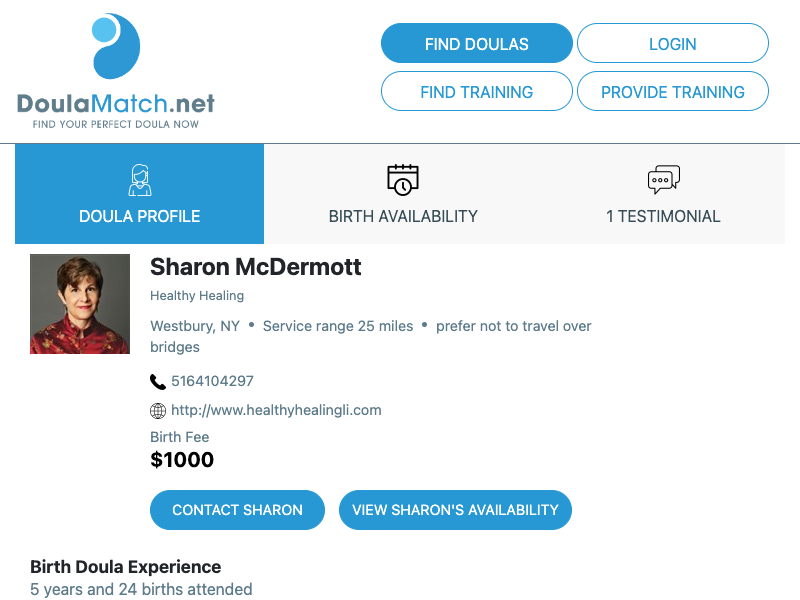 DoulaMatch.net
FIND YOUR PERFECT DOULA NOW
FIND DOULAS
LOGIN
FIND TRAINING
PROVIDE TRAINING
DOULA PROFILE
BIRTH AVAILABILITY
1 TESTIMONIAL
Sharon McDermott
Healthy Healing
Westbury, NY • Service range 25 miles • prefer not to travel over
bridges
5164104297
http://www.healthyhealingli.com
Birth Fee
$1000
CONTACT SHARON
VIEW SHARON'S AVAILABILITY
Birth Doula Experience
5 years and 24 births attended